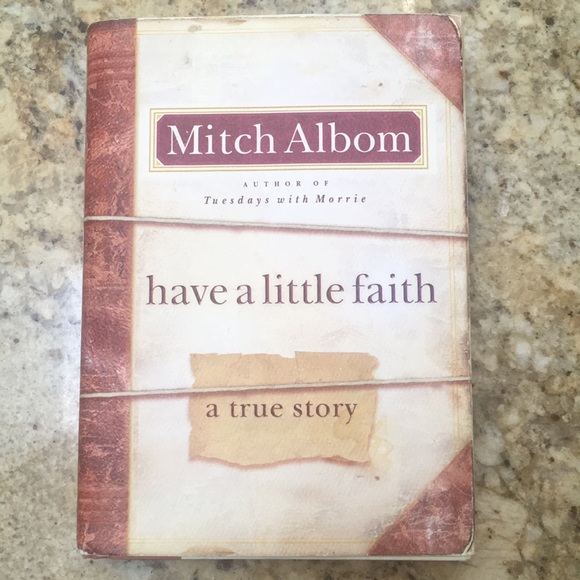 Mitch Albom
AUTHOR OF
Tuesdays with Morrie
have a little faith
a true story